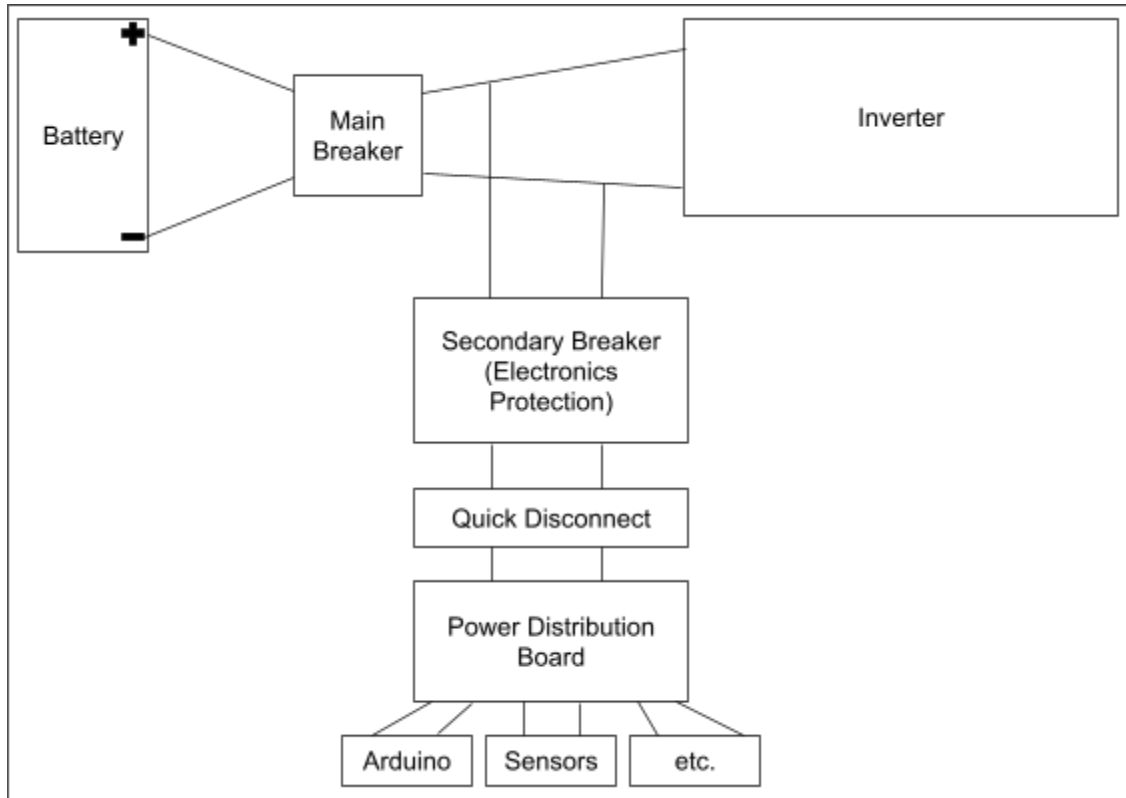 +
Battery
-
Main
Breaker
Inverter
Secondary Breaker
(Electronics
Protection)
Quick Disconnect
Power Distribution
Board
Arduino
Sensors
etc.